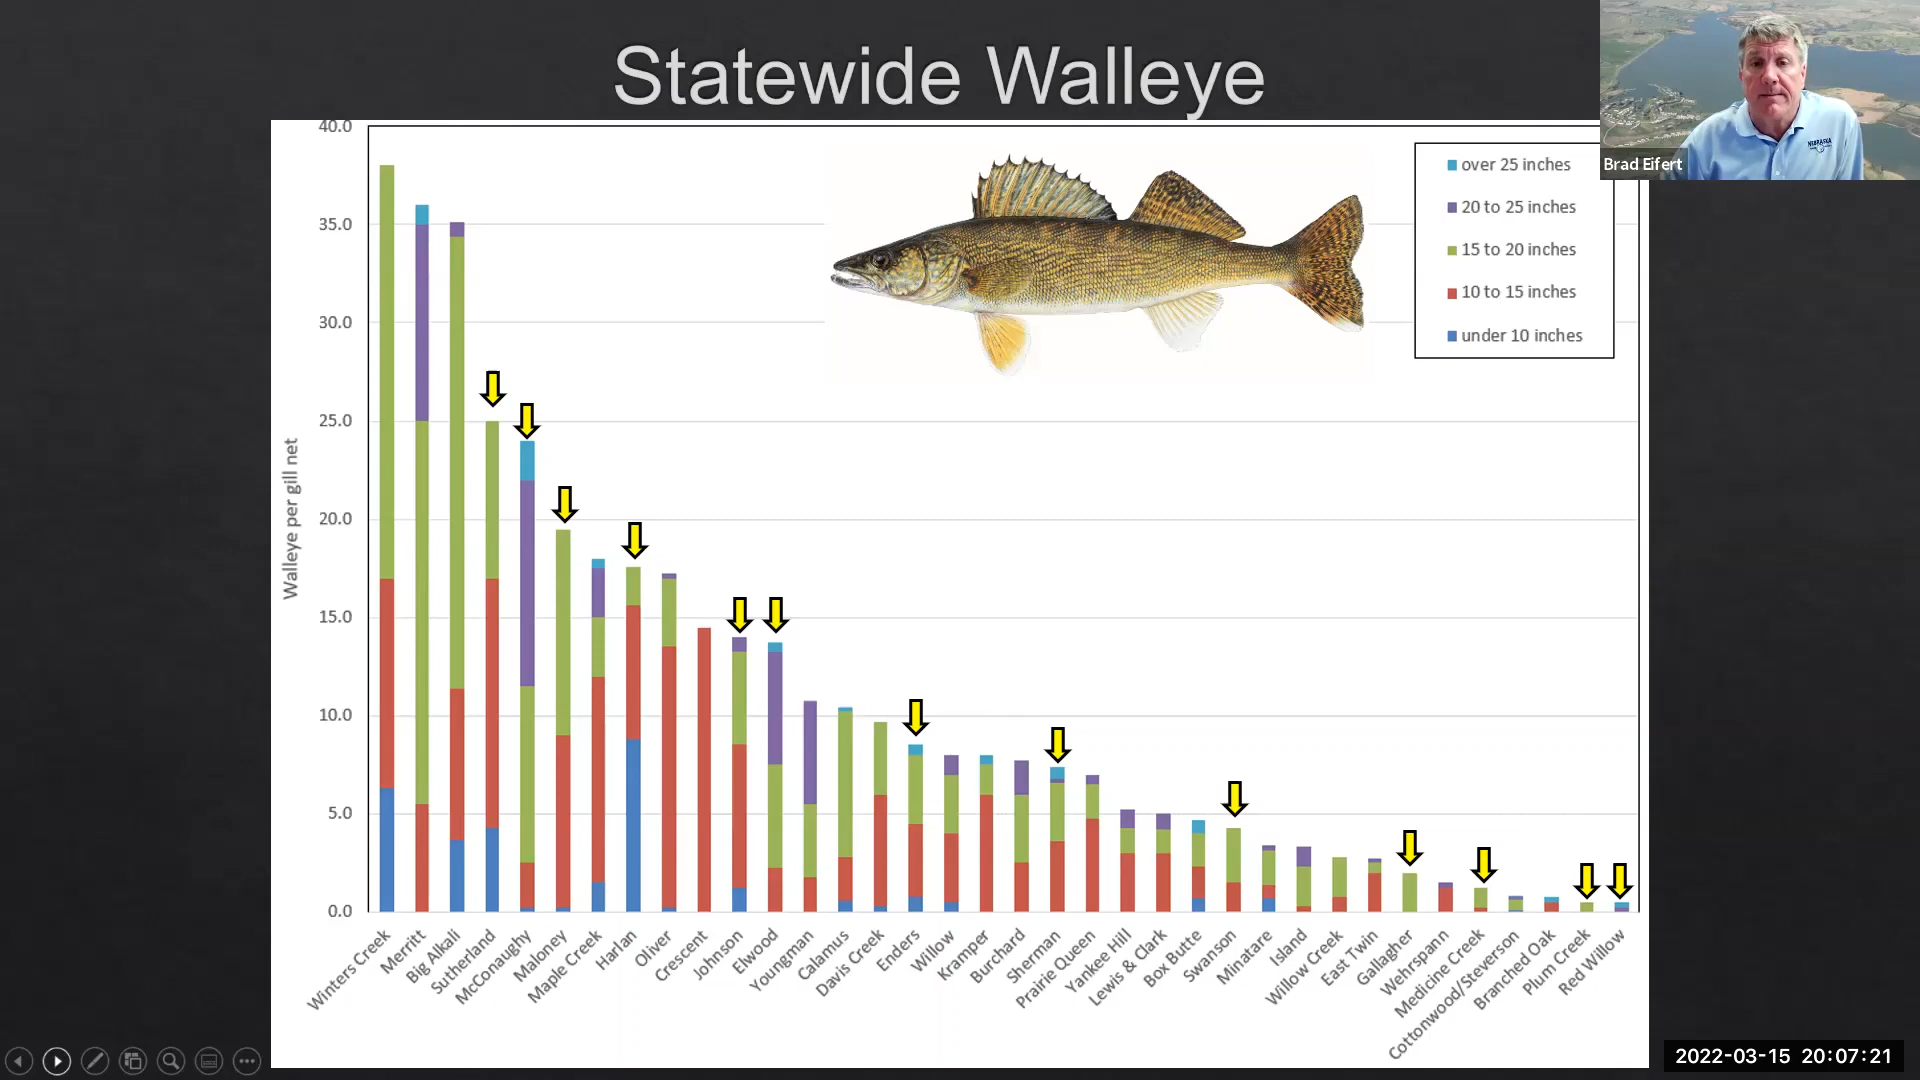 Statewide Walleye
Brad Eifert
NEBRASKA
40.0
35.0
30.0
25.0
20.0
15.0
10.0
5.0
0.0
Walleye per gill net
over 25 inches
20 to 25 inches
15 to 20 inches
10 to 15 inches
under 10 inches
Winters Creek
Merritt
Big Alkali
Sutherland
McConaughy
Maloney
Maple Creek
Harlan
Oliver
Crescent
Johnson
Elwood
Youngman
Calamus
Davis Creek
Enders
Willow
Kramper
Burchard
Sherman
Prairie Queen
Yankee Hill
Lewis & Clark
Box Butte
Swanson
Minatare
Island
Willow Creek
East Twin
Gallagher
Wehrspann
Medicine Creek
Cottonwood/Steverson
Branched Oak
Plum Creek
Red Willow
2022-03-15 20:07:21